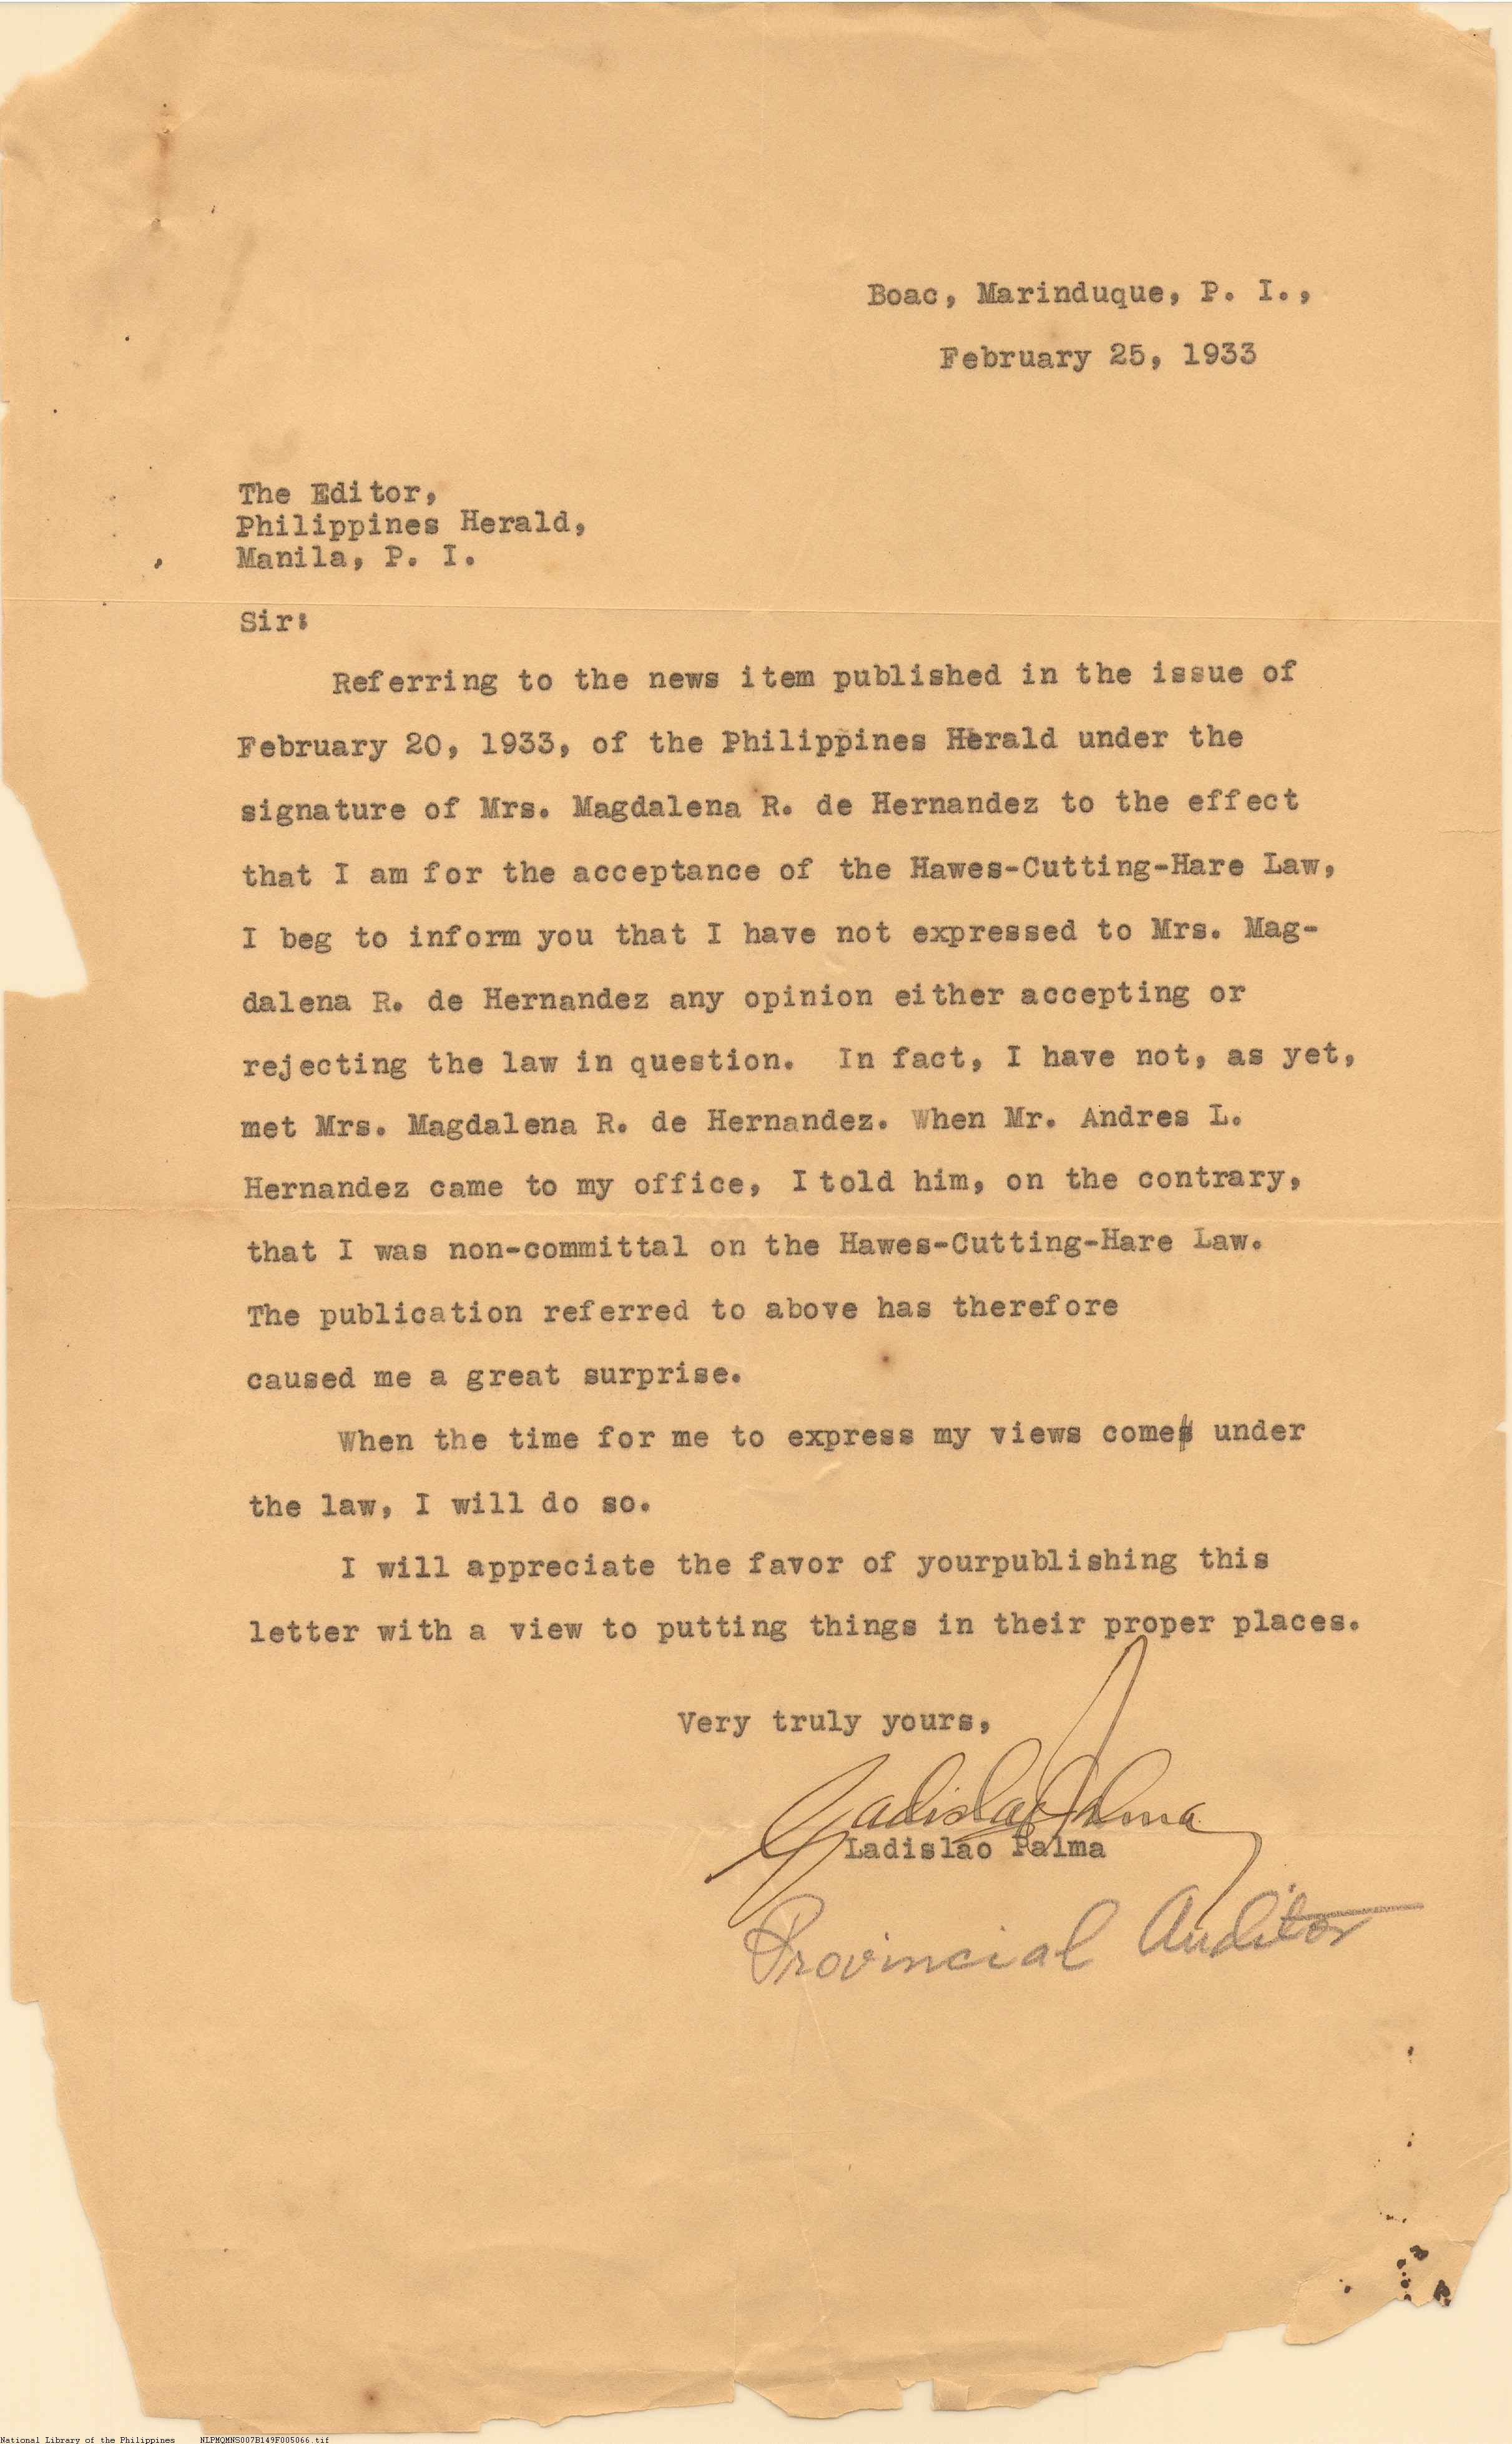 Boac, Marinduque, P. I.,
February 25, 1933
The Editor,
Philippines Herald,
Manila, P. I.
Sir:
Referring to the news item published in the issue of
February 20, 1933, of the Philippines Herald under the
signature of Mrs. Magdalena R. de Hernandez to the effect
that I am for the acceptance of the Hawes-Cutting-Hare Law,
I beg to inform you that I have not expressed to Mrs. Mag-
dalena R. de Hernandez any opinion either accepting or
rejecting the law in question. In fact, I have not, as yet,
met Mrs. Magdalena R. de Hernandez. When Mr. Andres L.
Hernandez came to my office, I told him, on the contrary,
that I was non-committal on the Hawes-Cutting-Hare Law.
The publication referred to above has therefore
caused me a great surprise.
When the time for me to express my views comes under
the law, I will do so.
I will appreciate the favor of yourpublishing this
letter with a view to putting things in their proper places.
Very truly yours,
Ladislao Palma
Ladislao Palma
Provincial Auditor
National Library of the Philippines NLPMQMNS007B149F005066.tif